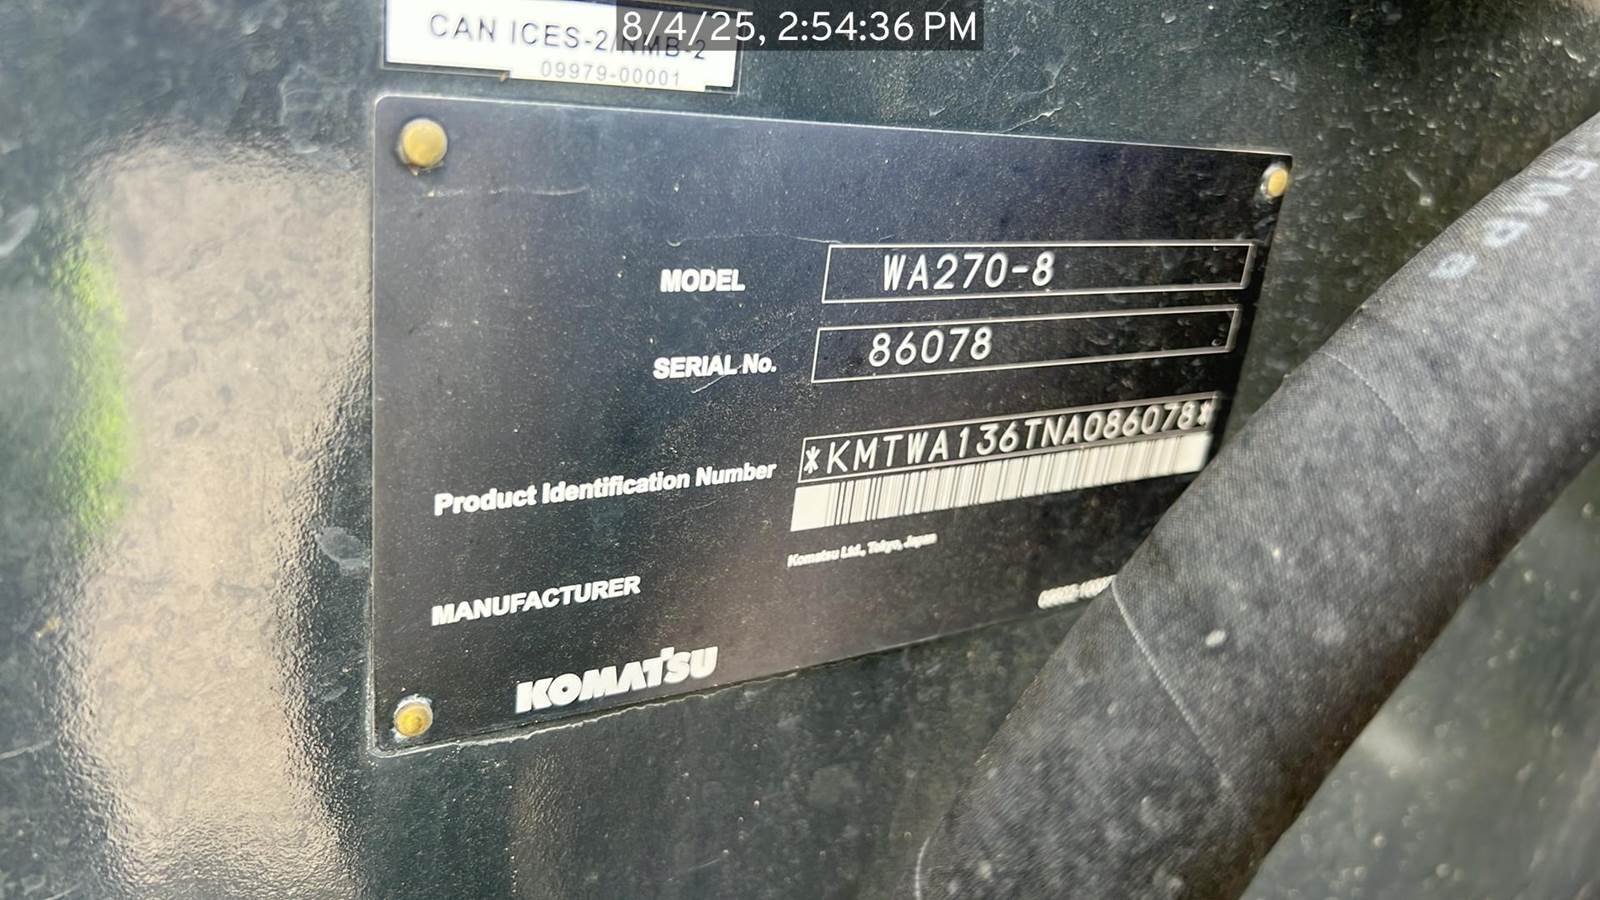 8/4/25, 2:54:36 PM
CAN ICES-2/NMB-2
09979-00001
MODEL WA270-8
SERIAL No. 86078
Product Identification Number *KMTWA136TNA086078*
Komatsu Ltd., Tokyo, Japan
MANUFACTURER
KOMATSU